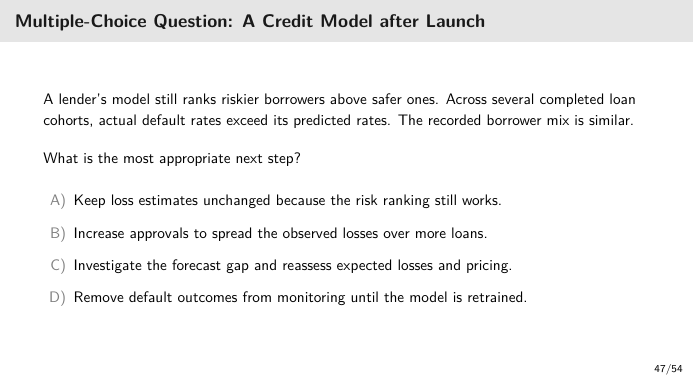 Multiple-Choice Question: A Credit Model after Launch
A lender's model still ranks riskier borrowers above safer ones. Across several completed loan
cohorts, actual default rates exceed its predicted rates. The recorded borrower mix is similar.
What is the most appropriate next step?
A) Keep loss estimates unchanged because the risk ranking still works.
B) Increase approvals to spread the observed losses over more loans.
C) Investigate the forecast gap and reassess expected losses and pricing.
D) Remove default outcomes from monitoring until the model is retrained.
47/54